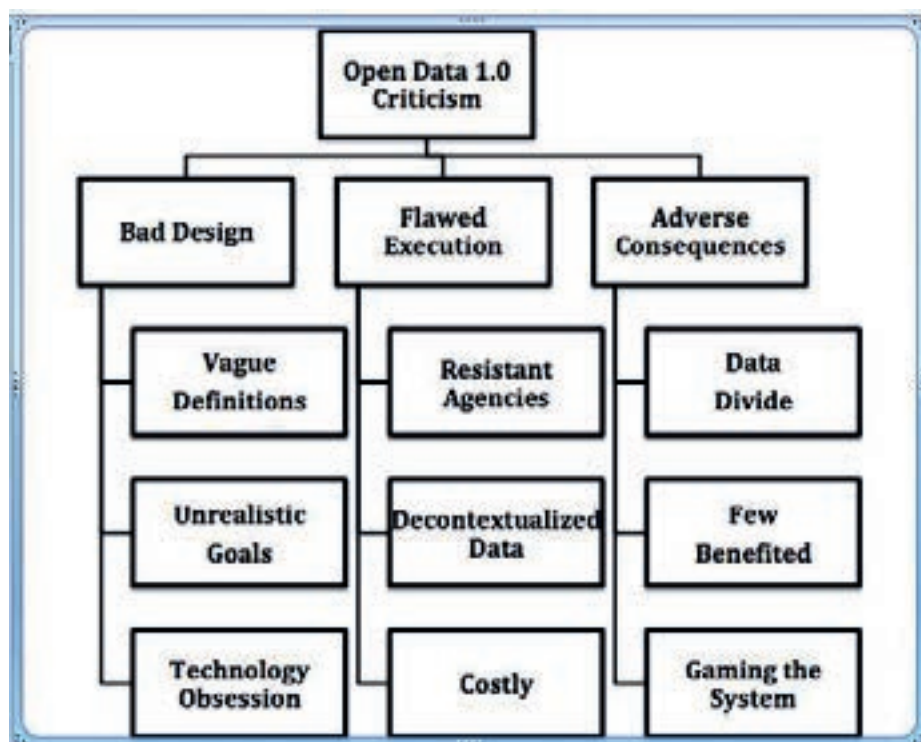 Open Data 1.0
Criticism
Bad Design
Flawed
Execution
Adverse
Consequences
Vague
Definitions
Resistant
Agencies
Data
Divide
Unrealistic
Goals
Decontextualized
Data
Few
Benefited
Technology
Obsession
Costly
Gaming the
System